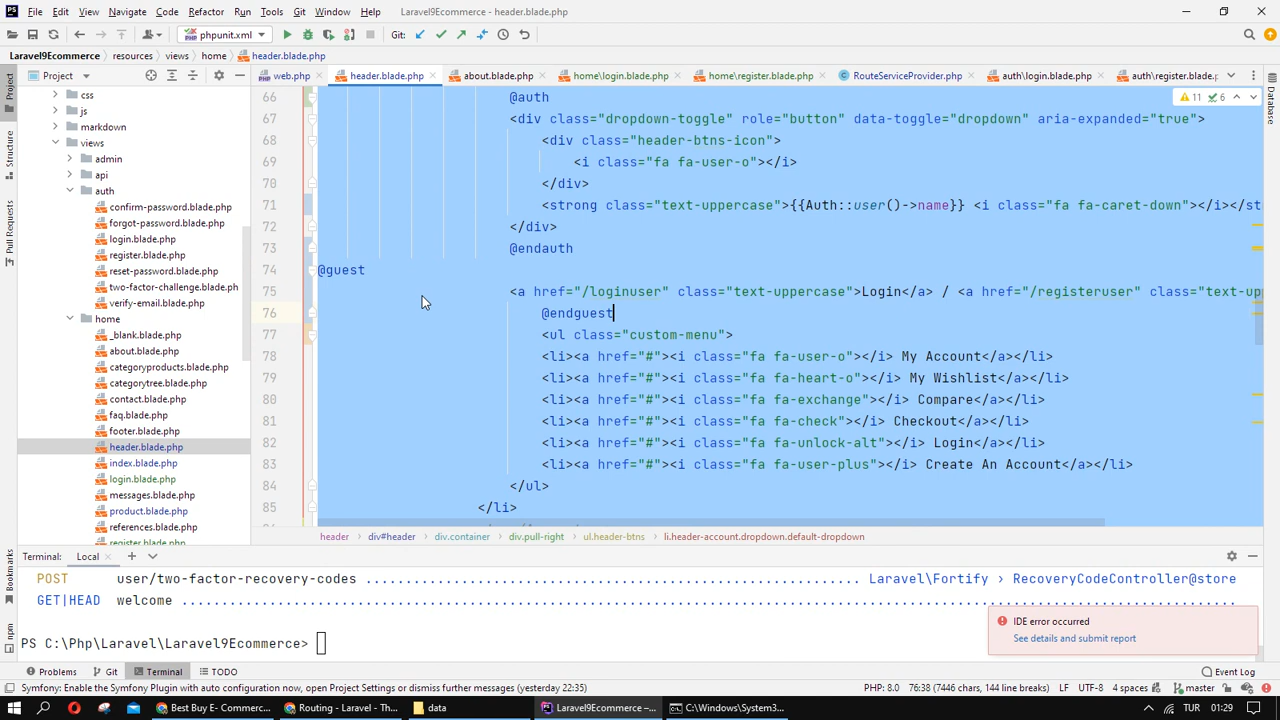 File Edit View Navigate Code Refactor Run Tools Git Window Help Laravel9Ecommerce - header.blade.php
phpunit.xml Git:
Laravel9Ecommerce resources views home header.blade.php
Project web.php header.blade.php about.blade.php home\login.blade.php home\register.blade.php RouteServiceProvider.php auth\login.blade.php auth\register.blade.
11 6
66 @auth
67 <div class="dropdown-toggle" role="button" data-toggle="dropdown" aria-expanded="true">
68 <div class="header-btns-icon">
69 <i class="fa fa-user-o"></i>
70 </div>
71 <strong class="text-uppercase">{{Auth::user()->name}} <i class="fa fa-caret-down"></i></st
72 </div>
73 @endauth
74 @guest
75 <a href="/loginuser" class="text-uppercase">Login</a> / <a href="/registeruser" class="text-up
76 @endguest
77 <ul class="custom-menu">
78 <li><a href="#"><i class="fa fa-user-o"></i> My Account</a></li>
79 <li><a href="#"><i class="fa fa-heart-o"></i> My Wishlist</a></li>
80 <li><a href="#"><i class="fa fa-exchange"></i> Compare</a></li>
81 <li><a href="#"><i class="fa fa-check"></i> Checkout</a></li>
82 <li><a href="#"><i class="fa fa-unlock-alt"></i> Login</a></li>
83 <li><a href="#"><i class="fa fa-user-plus"></i> Create An Account</a></li>
84 </ul>
85 </li>
css
js
markdown
views
admin
api
auth
confirm-password.blade.php
forgot-password.blade.php
login.blade.php
register.blade.php
reset-password.blade.php
two-factor-challenge.blade.ph
verify-email.blade.php
home
_blank.blade.php
about.blade.php
categoryproducts.blade.php
categorytree.blade.php
contact.blade.php
faq.blade.php
footer.blade.php
header.blade.php
index.blade.php
login.blade.php
messages.blade.php
product.blade.php
references.blade.php
register.blade.php
Project
Structure
Pull Requests
Bookmarks
npm
Database
header div#header div.container div.pull-right ul.header-btns li.header-account.dropdown.default-dropdown
Terminal: Local
POST user/two-factor-recovery-codes ............................................................... Laravel\Fortify › RecoveryCodeController@store
GET|HEAD welcome ......................................................................................................................................
PS C:\Php\Laravel\Laravel9Ecommerce>
IDE error occurred
See details and submit report
Problems Git Terminal TODO Event Log
Symfony: Enable the Symfony Plugin with auto configuration now, open Project Settings or dismiss further messages (yesterday 22:35) PHP: 8.0 76:38 (7446 chars, 144 line breaks) LF UTF-8 4 spaces master
Best Buy E- Commerc... Routing - Laravel - Th... data Laravel9Ecommerce –... C:\Windows\System3... TUR 01:29